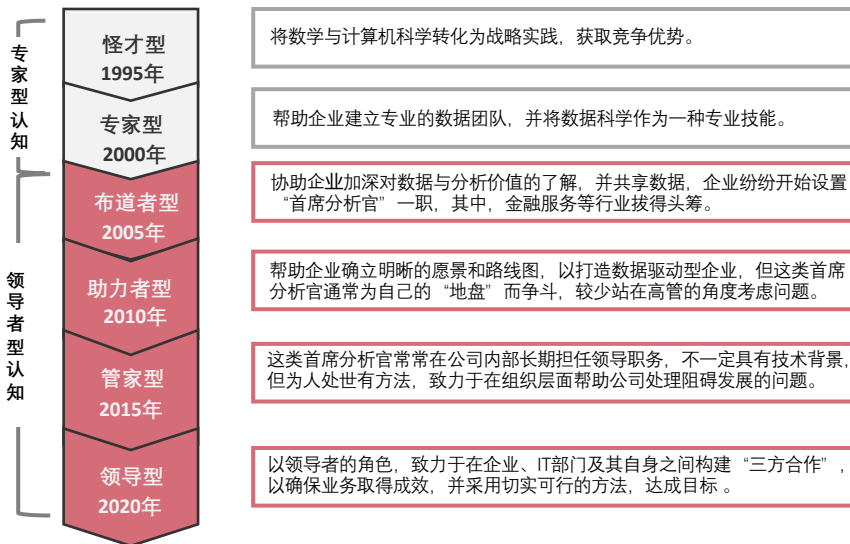 专家型认知
怪才型
1995年
将数学与计算机科学转化为战略实践，获取竞争优势。
专家型
2000年
帮助企业建立专业的数据团队，并将数据科学作为一种专业技能。
领导者型认知
布道者型
2005年
协助企业加深对数据与分析价值的了解，并共享数据，企业纷纷开始设置
“首席分析官”一职，其中，金融服务等行业拔得头筹。
助力者型
2010年
帮助企业确立明晰的愿景和路线图，以打造数据驱动型企业，但这类首席
分析官通常为自己的“地盘”而争斗，较少站在高管的角度考虑问题。
管家型
2015年
这类首席分析官常常在公司内部长期担任领导职务，不一定具有技术背景，
但为人处世有方法，致力于在组织层面帮助公司处理阻碍发展的问题。
领导型
2020年
以领导者的角色，致力于在企业、IT部门及其自身之间构建“三方合作”，
以确保业务取得成效，并采用切实可行的方法，达成目标 。